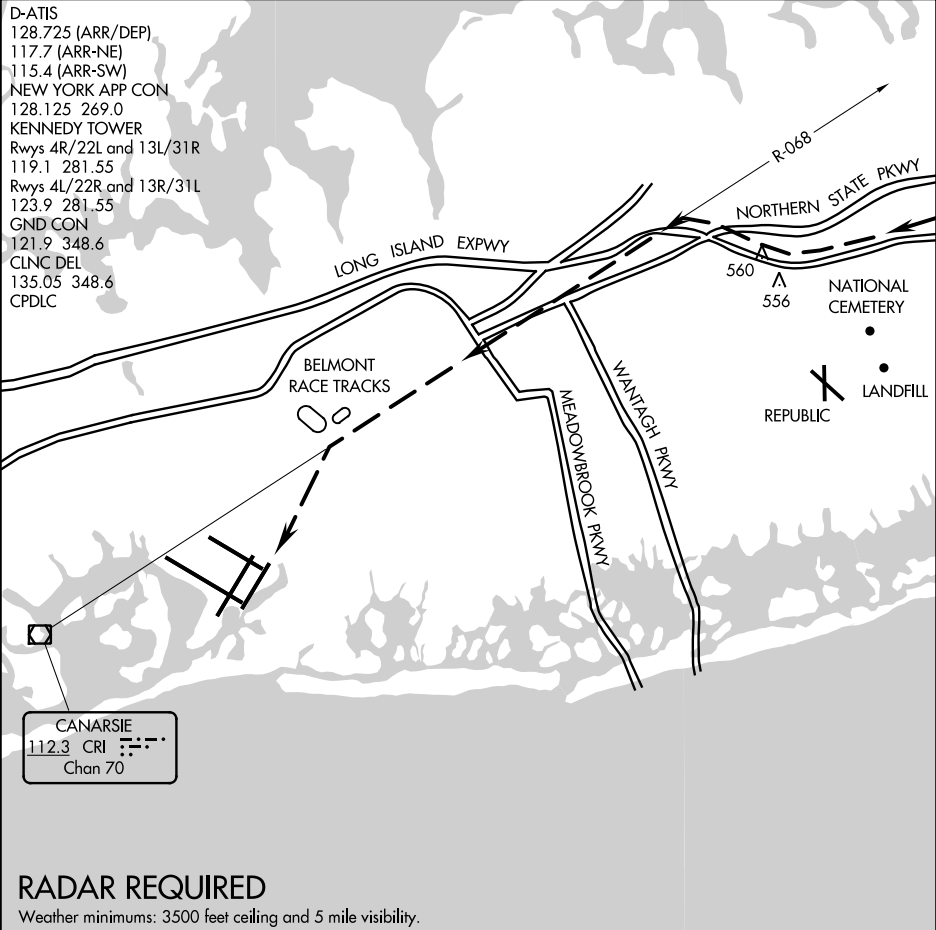 D-ATIS
128.725 (ARR/DEP)
117.7 (ARR-NE)
115.4 (ARR-SW)
NEW YORK APP CON
128.125 269.0
KENNEDY TOWER
Rwys 4R/22L and 13L/31R
119.1 281.55
Rwys 4L/22R and 13R/31L
123.9 281.55
GND CON
121.9 348.6
CLNC DEL
135.05 348.6
CPDLC
R-068
NORTHERN STATE PKWY
LONG ISLAND EXPWY
560
556
NATIONAL
CEMETERY
LANDFILL
REPUBLIC
BELMONT
RACE TRACKS
WANTAGH PKWY
MEADOWBROOK PKWY
CANARSIE
112.3 CRI
Chan 70
RADAR REQUIRED
Weather minimums: 3500 feet ceiling and 5 mile visibility.